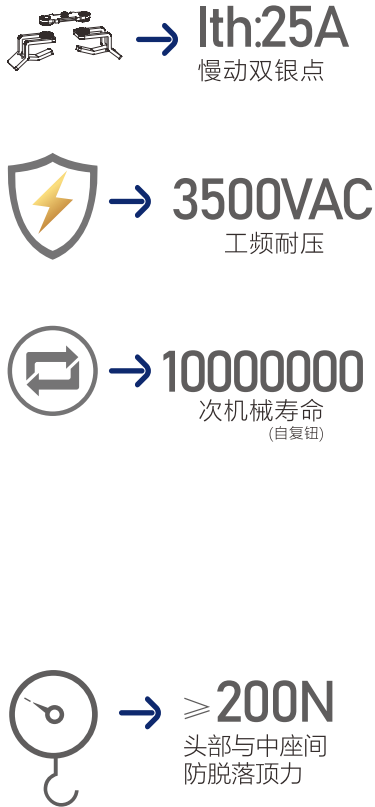 Ith:25A
慢动双银点
3500VAC
工频耐压
10000000
次机械寿命
(自复钮)
≥200N
头部与中座间
防脱落顶力